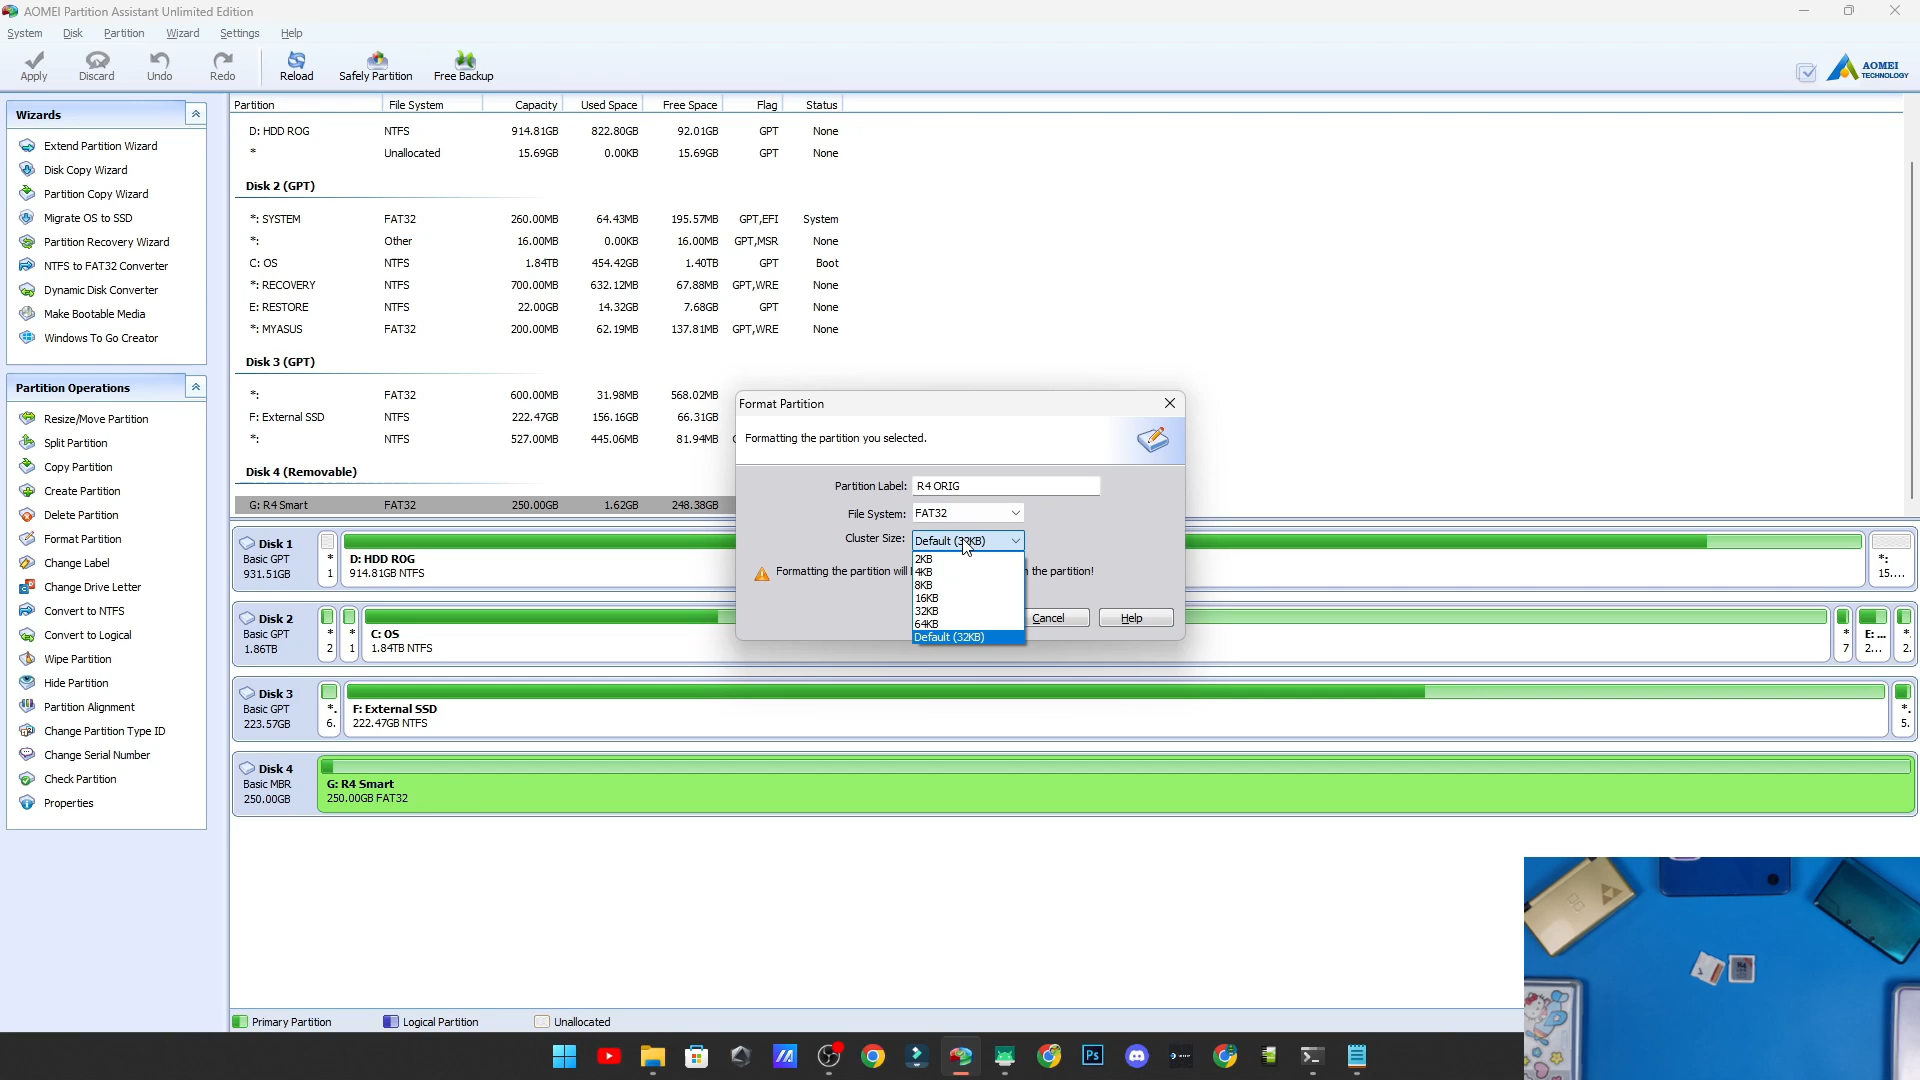 AOMEI Partition Assistant Unlimited Edition
System Disk Partition Wizard Settings Help
Apply Discard Undo Redo Reload Safely Partition Free Backup
AOMEI
TECHNOLOGY
Wizards
Extend Partition Wizard
Disk Copy Wizard
Partition Copy Wizard
Migrate OS to SSD
Partition Recovery Wizard
NTFS to FAT32 Converter
Dynamic Disk Converter
Make Bootable Media
Windows To Go Creator
Partition Operations
Resize/Move Partition
Split Partition
Copy Partition
Create Partition
Delete Partition
Format Partition
Change Label
Change Drive Letter
Convert to NTFS
Convert to Logical
Wipe Partition
Hide Partition
Partition Alignment
Change Partition Type ID
Change Serial Number
Check Partition
Properties
Partition File System Capacity Used Space Free Space Flag Status
D: HDD ROG NTFS 914.81GB 822.80GB 92.01GB GPT None
* Unallocated 15.69GB 0.00KB 15.69GB GPT None
Disk 2 (GPT)
*: SYSTEM FAT32 260.00MB 64.43MB 195.57MB GPT,EFI System
*: Other 16.00MB 0.00KB 16.00MB GPT,MSR None
C: OS NTFS 1.84TB 454.42GB 1.40TB GPT Boot
*: RECOVERY NTFS 700.00MB 632.12MB 67.88MB GPT,WRE None
E: RESTORE NTFS 22.00GB 14.32GB 7.68GB GPT None
*: MYASUS FAT32 200.00MB 62.19MB 137.81MB GPT,WRE None
Disk 3 (GPT)
*: FAT32 600.00MB 31.98MB 568.02MB
F: External SSD NTFS 222.47GB 156.16GB 66.31GB
*: NTFS 527.00MB 445.06MB 81.94MB
Disk 4 (Removable)
G: R4 Smart FAT32 250.00GB 1.62GB 248.38GB
Format Partition
Formatting the partition you selected.
Partition Label: R4 ORIG
File System: FAT32
Cluster Size: Default (32KB)
2KB
4KB
8KB
16KB
32KB
64KB
Default (32KB)
Formatting the partition will the partition!
Cancel Help
Disk 1
Basic GPT
931.51GB
*
1
D: HDD ROG
914.81GB NTFS
*:
15....
Disk 2
Basic GPT
1.86TB
*
2
*
1
C: OS
1.84TB NTFS
*
7
E: ...
2...
*.
2.
Disk 3
Basic GPT
223.57GB
*.
6.
F: External SSD
222.47GB NTFS
*.
5.
Disk 4
Basic MBR
250.00GB
G: R4 Smart
250.00GB FAT32
Primary Partition Logical Partition Unallocated
Ps
R4